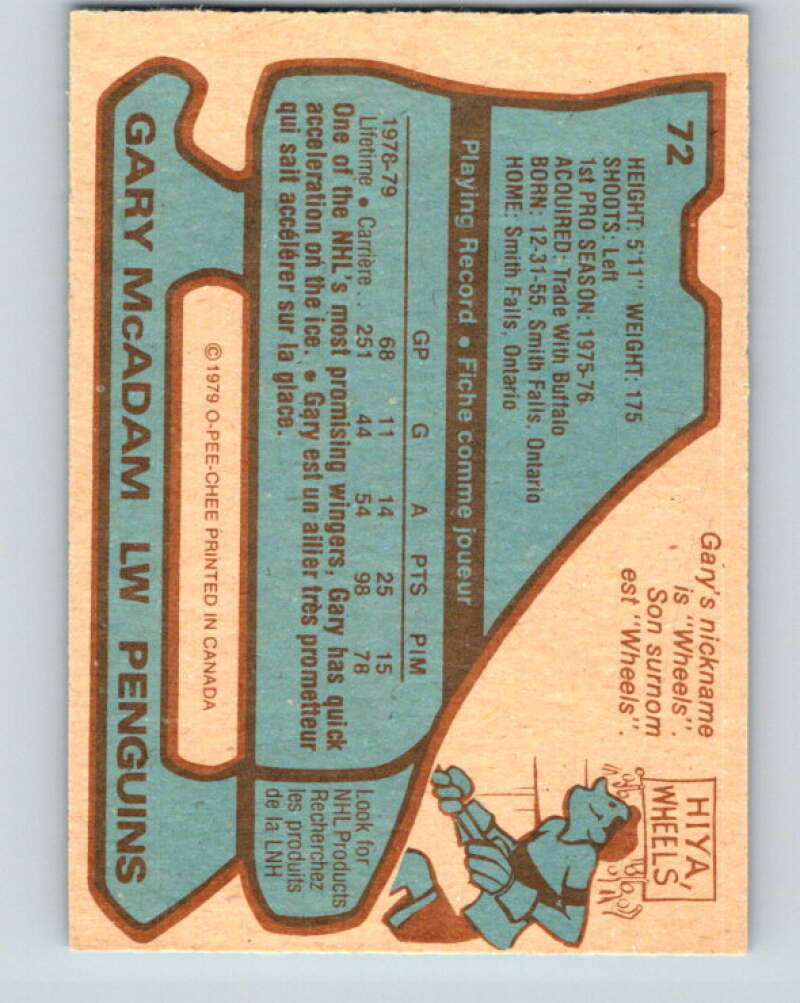 72
HEIGHT: 5'11" WEIGHT: 175
SHOOTS: Left
1st PRO SEASON: 1975-76
ACQUIRED: Trade With Buffalo
BORN: 12-31-55, Smith Falls, Ontario
HOME: Smith Falls, Ontario
Gary's nickname
is "Wheels".
Son surnom
est "Wheels".
HIYA,
WHEELS
Playing Record • Fiche comme joueur
GP G A PTS PIM
1978-79 68 11 14 25 15
Lifetime • Carrière .. 251 44 54 98 78
One of the NHL's most promising wingers, Gary has quick
acceleration on the ice. • Gary est un ailier très prometteur
qui sait accélérer sur la glace.
Look for
NHL Products
Recherchez
les produits
de la LNH
©1979 O-PEE-CHEE PRINTED IN CANADA
GARY McADAM LW PENGUINS